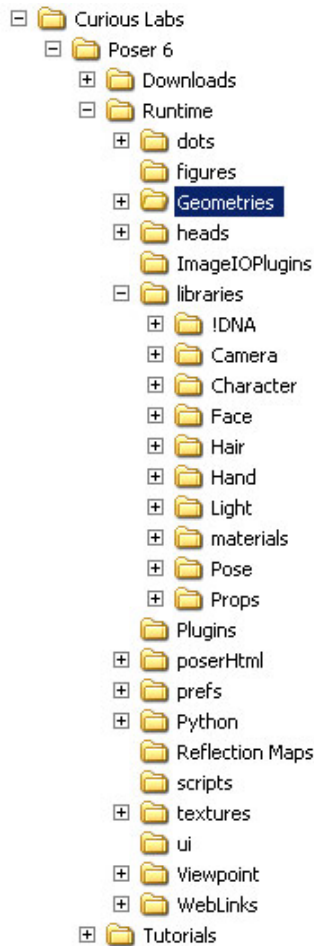 Curious Labs
Poser 6
Downloads
Runtime
dots
figures
Geometries
heads
ImageIOPlugins
libraries
!DNA
Camera
Character
Face
Hair
Hand
Light
materials
Pose
Props
Plugins
poserHtml
prefs
Python
Reflection Maps
scripts
textures
ui
Viewpoint
WebLinks
Tutorials